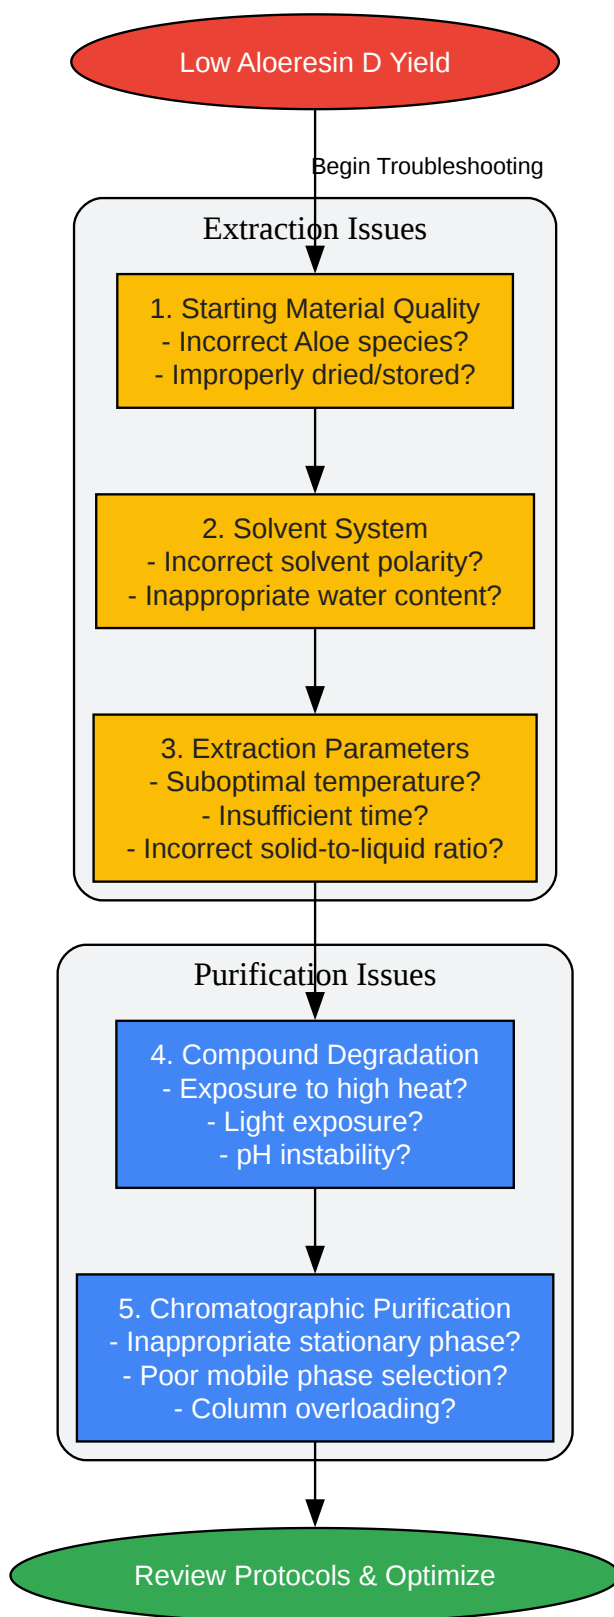 Low Aloeresin D Yield
Begin Troubleshooting
Extraction Issues
1. Starting Material Quality
- Incorrect Aloe species?
- Improperly dried/stored?
2. Solvent System
- Incorrect solvent polarity?
- Inappropriate water content?
3. Extraction Parameters
- Suboptimal temperature?
- Insufficient time?
- Incorrect solid-to-liquid ratio?
Purification Issues
4. Compound Degradation
- Exposure to high heat?
- Light exposure?
- pH instability?
5. Chromatographic Purification
- Inappropriate stationary phase?
- Poor mobile phase selection?
- Column overloading?
Review Protocols & Optimize